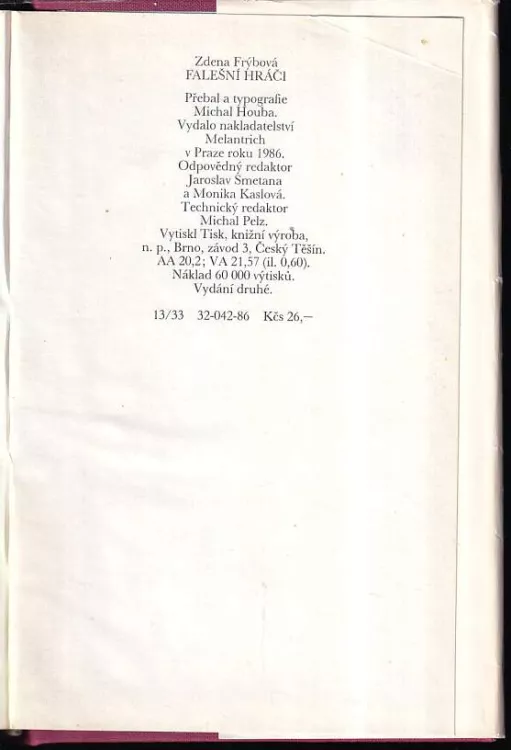 Zdena Frýbová
FALEŠNÍ HRÁČI
Přebal a typografie
Michal Houba.
Vydalo nakladatelství
Melantrich
v Praze roku 1986.
Odpovědný redaktor
Jaroslav Smetana
a Monika Kaslová.
Technický redaktor
Michal Pelz.
Vytiskl Tisk, knižní výroba,
n. p., Brno, závod 3, Český Těšín.
AA 20,2; VA 21,57 (il. 0,60).
Náklad 60 000 výtisků.
Vydání druhé.
13/33 32-042-86 Kčs 26,—